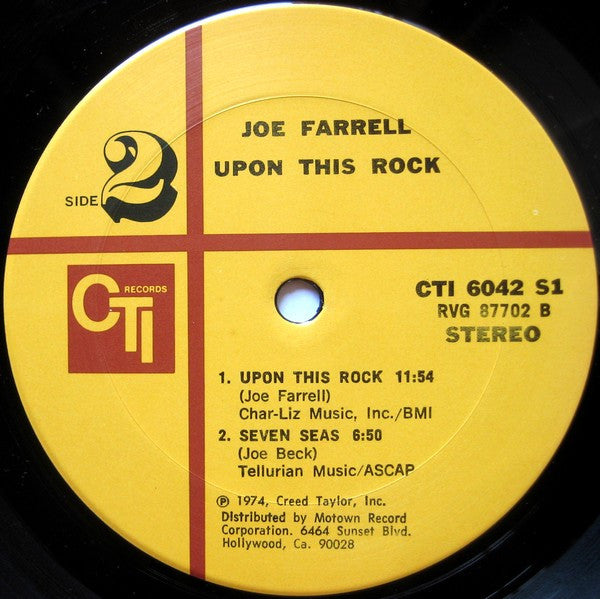 JOE FARRELL
UPON THIS ROCK
SIDE 2
CTI RECORDS
CTI 6042 S1
RVG 87702 B
STEREO
1. UPON THIS ROCK 11:54
(Joe Farrell)
Char-Liz Music, Inc./BMI
2. SEVEN SEAS 6:50
(Joe Beck)
Tellurian Music/ASCAP
℗ 1974, Creed Taylor, Inc.
Distributed by Motown Record
Corporation. 6464 Sunset Blvd.
Hollywood, Ca. 90028